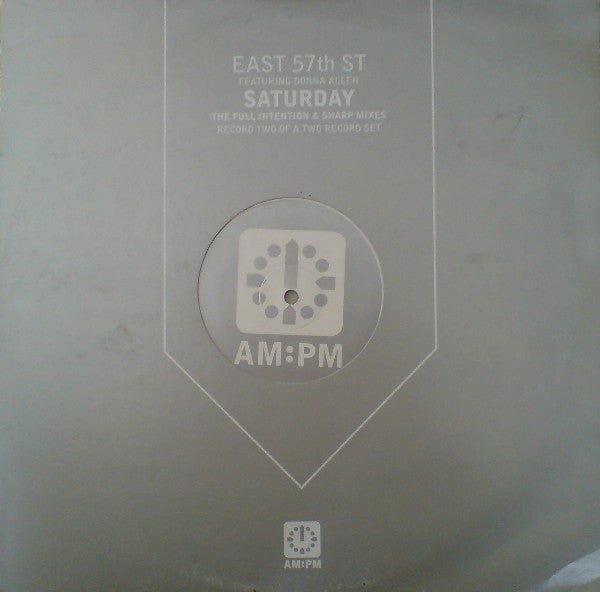 EAST 57th ST
FEATURING DONNA ALLEN
SATURDAY
THE FULL INTENTION & SHARP MIXES
RECORD TWO OF A TWO RECORD SET
AM:PM
AM:PM